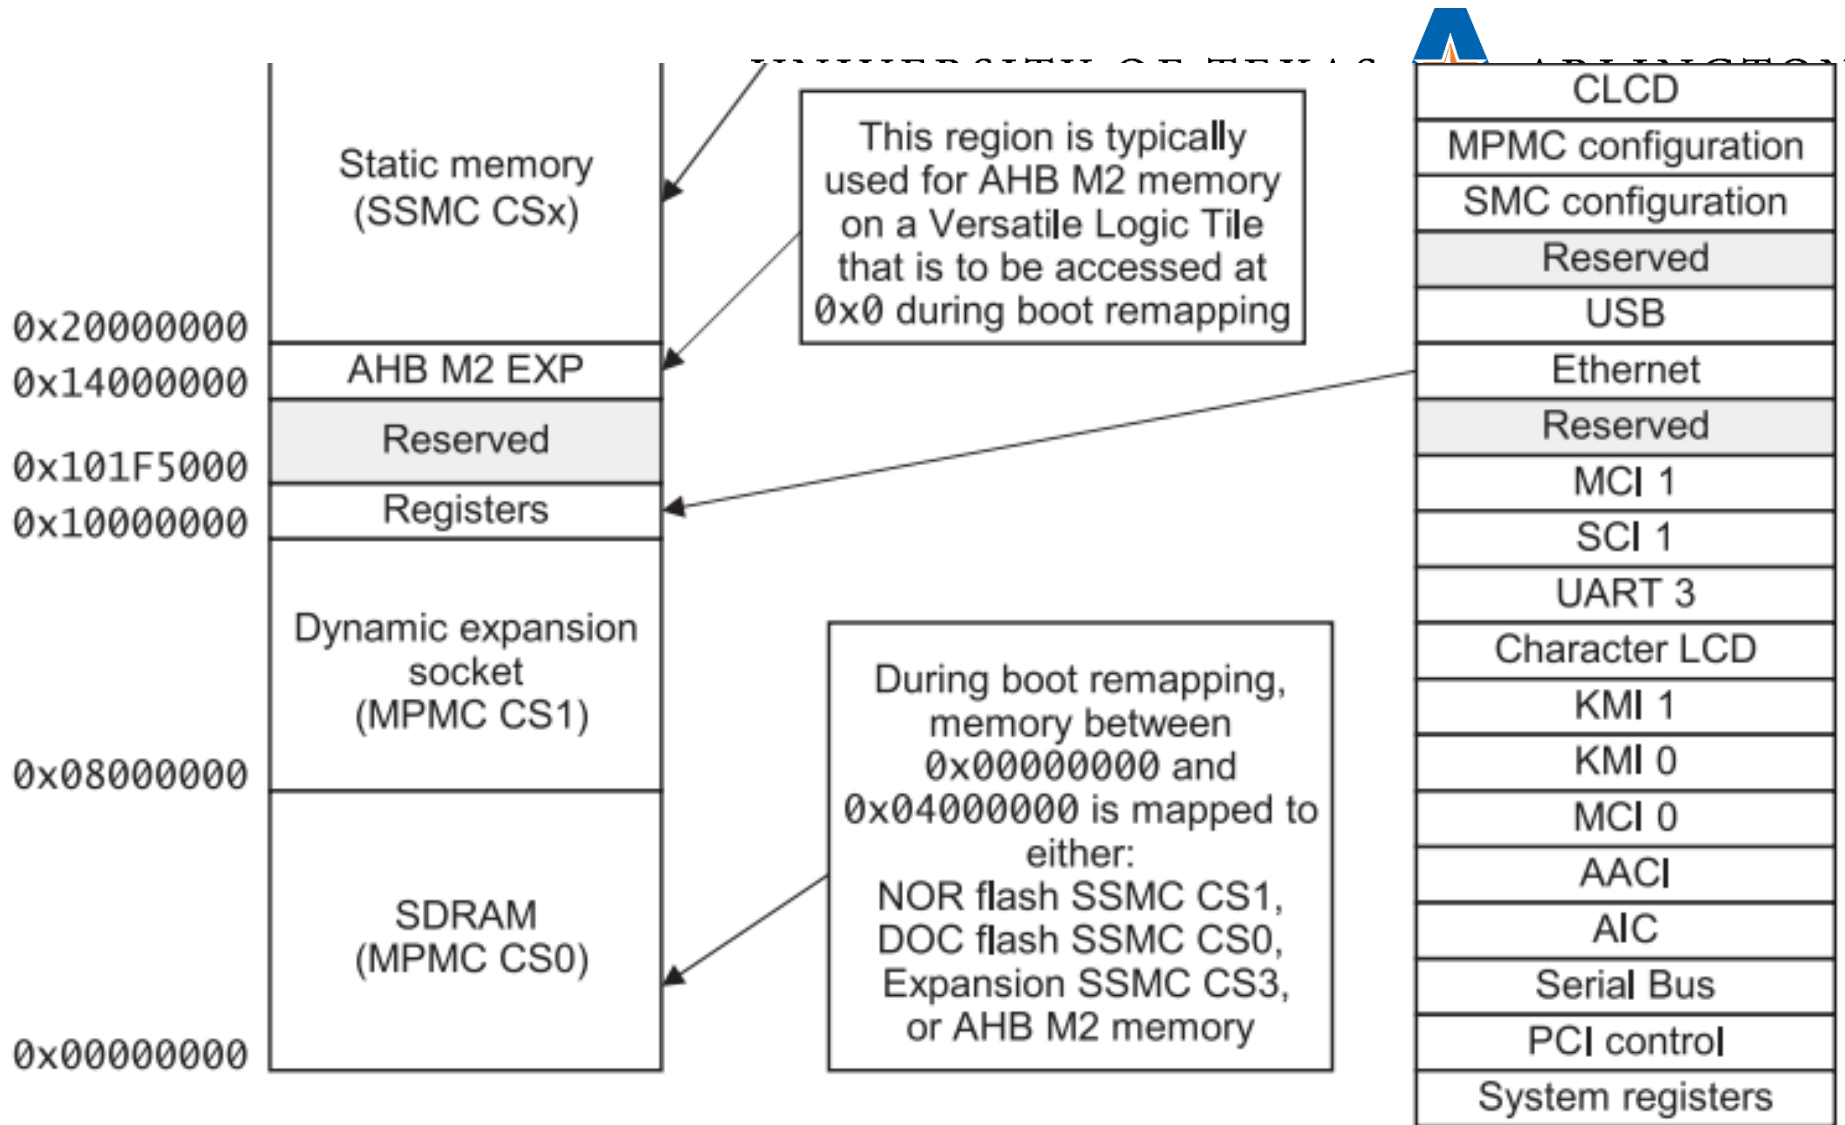 UNIVERSITY OF TEXAS ARLINGTON
Static memory
(SSMC CSx)
0x20000000
AHB M2 EXP
0x14000000
Reserved
0x101F5000
Registers
0x10000000
Dynamic expansion
socket
(MPMC CS1)
0x08000000
SDRAM
(MPMC CS0)
0x00000000
This region is typically
used for AHB M2 memory
on a Versatile Logic Tile
that is to be accessed at
0x0 during boot remapping
During boot remapping,
memory between
0x00000000 and
0x04000000 is mapped to
either:
NOR flash SSMC CS1,
DOC flash SSMC CS0,
Expansion SSMC CS3,
or AHB M2 memory
CLCD
MPMC configuration
SMC configuration
Reserved
USB
Ethernet
Reserved
MCI 1
SCI 1
UART 3
Character LCD
KMI 1
KMI 0
MCI 0
AACI
AIC
Serial Bus
PCI control
System registers